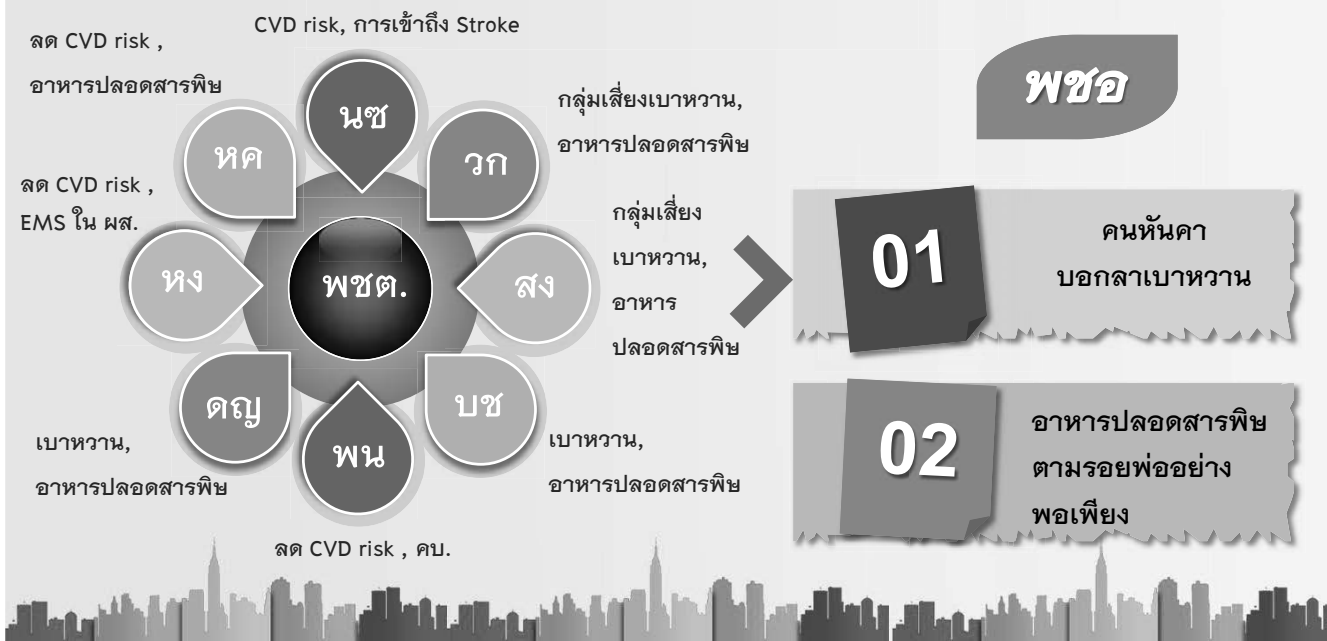 CVD risk, การเข้าถึง Stroke
ลด CVD risk ,
อาหารปลอดสารพิษ
นซ
กลุ่มเสี่ยงเบาหวาน,
อาหารปลอดสารพิษ
หค
วก
ลด CVD risk ,
EMS ใน ผส.
กลุ่มเสี่ยง
เบาหวาน,
อาหาร
ปลอดสารพิษ
หง
พชต.
สง
ดญ
บช
พน
เบาหวาน,
อาหารปลอดสารพิษ
เบาหวาน,
อาหารปลอดสารพิษ
ลด CVD risk , คบ.
พชอ
01
คนหันคา
บอกลาเบาหวาน
02
อาหารปลอดสารพิษ
ตามรอยพ่ออย่าง
พอเพียง